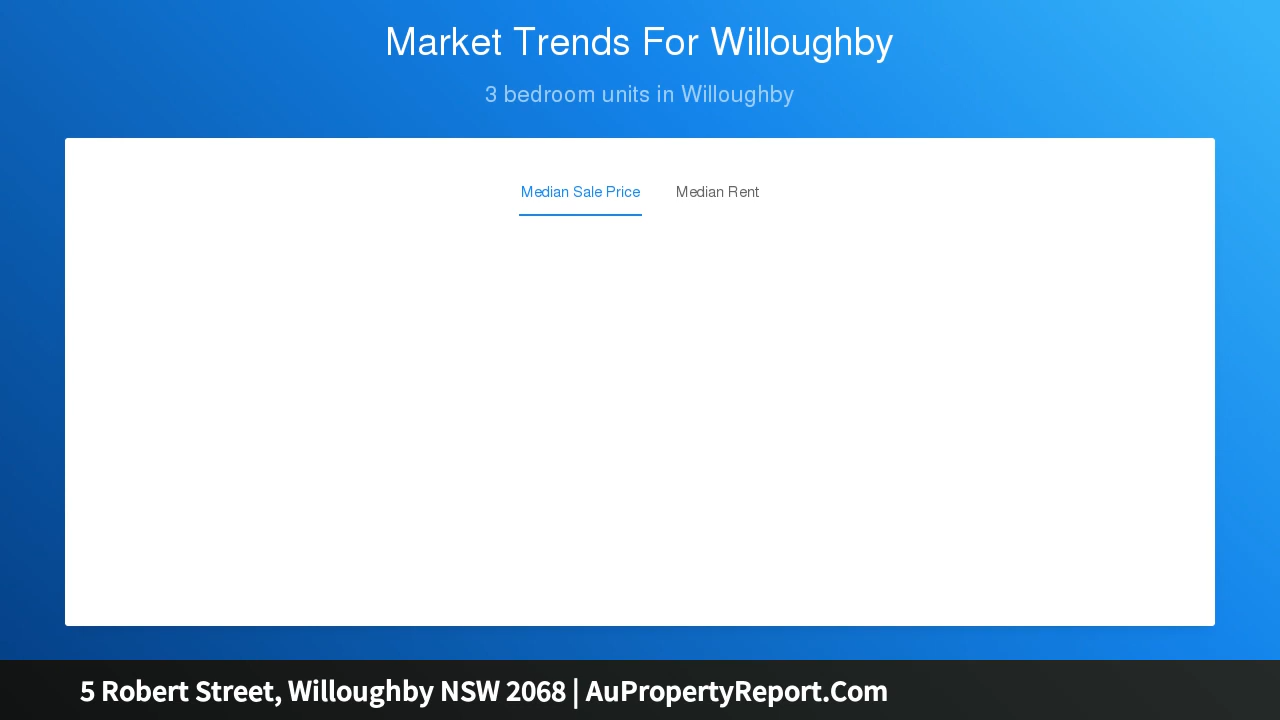 Market Trends For Willoughby
3 bedroom units in Willoughby
Median Sale Price Median Rent
5 Robert Street, Willoughby NSW 2068 | AuPropertyReport.Com